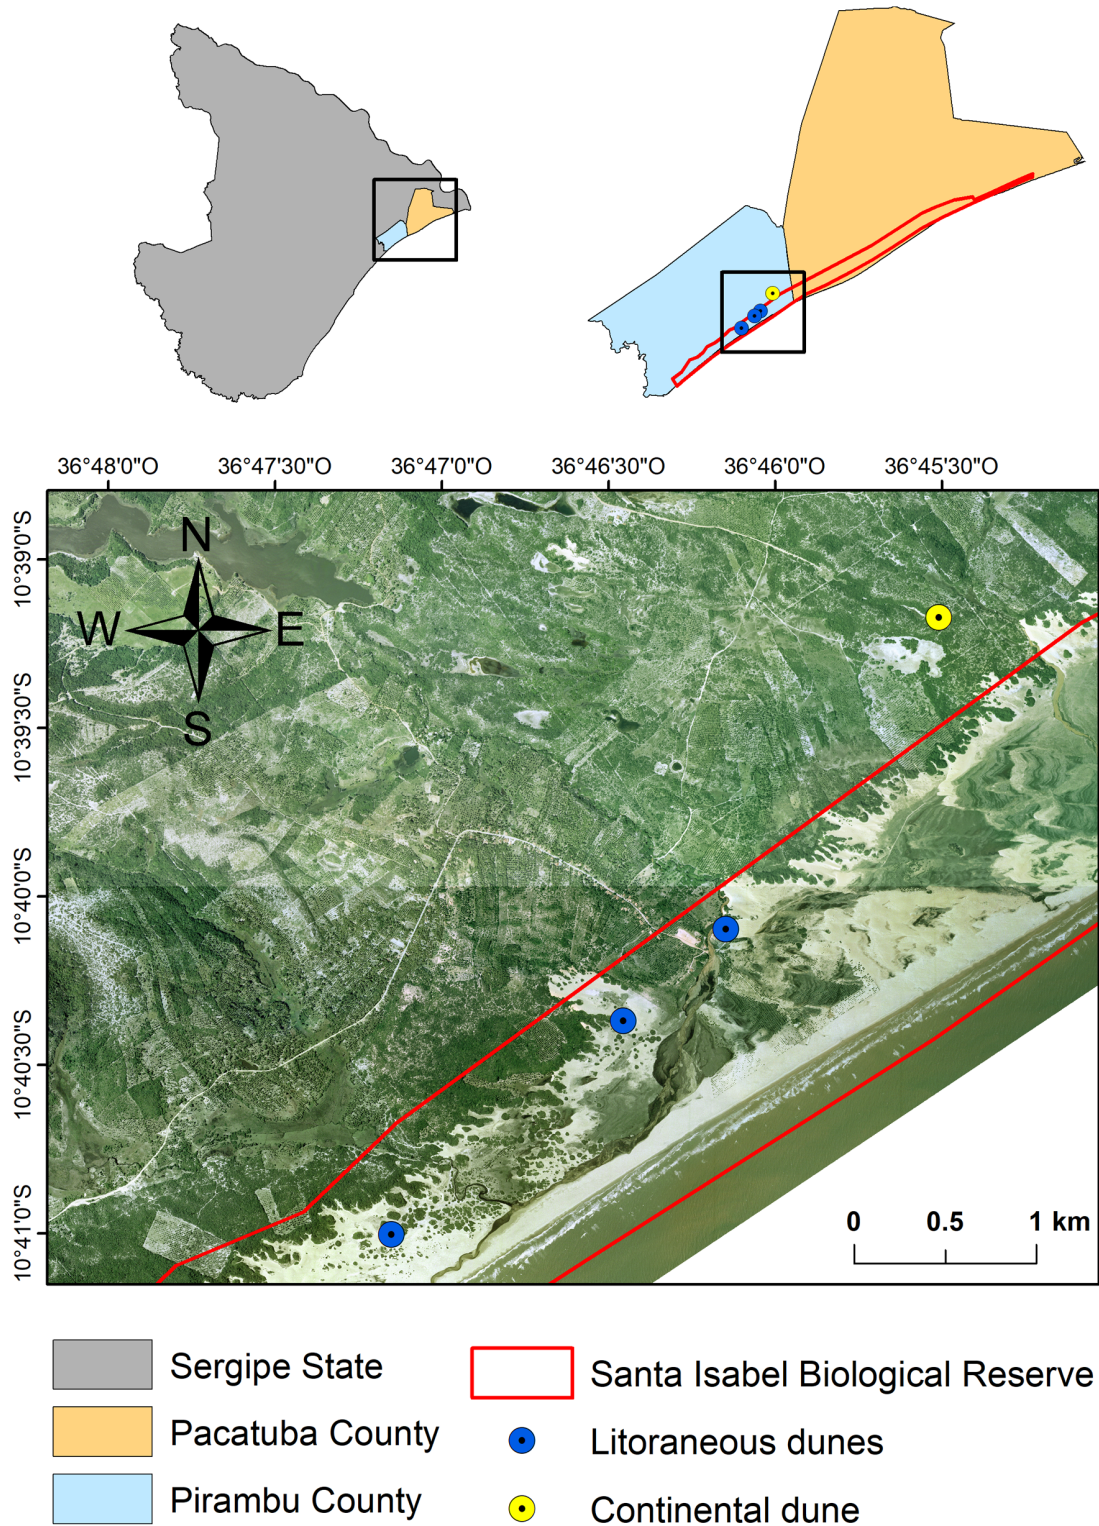 36°48'0"O 36°47'30"O 36°47'0"O 36°46'30"O 36°46'0"O 36°45'30"O
10°39'0"S
10°39'30"S
10°40'0"S
10°40'30"S
10°41'0"S
N
W E
S
0 0.5 1 km
Sergipe State
Pacatuba County
Pirambu County
Santa Isabel Biological Reserve
Litoraneous dunes
Continental dune